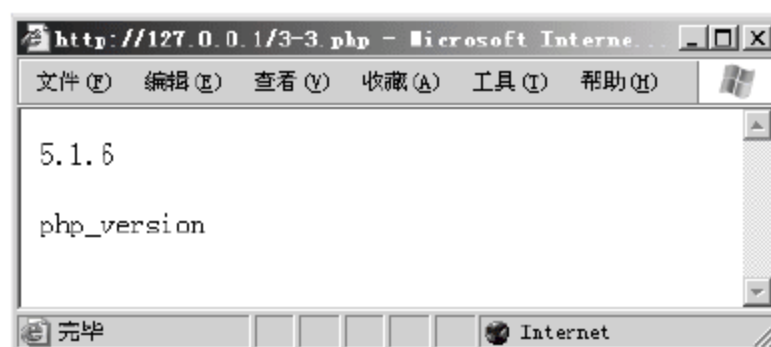 http://127.0.0.1/3-3.php - Microsoft Interne...
文件(F) 编辑(E) 查看(V) 收藏(A) 工具(T) 帮助(H)
5.1.6
php_version
完毕 Internet